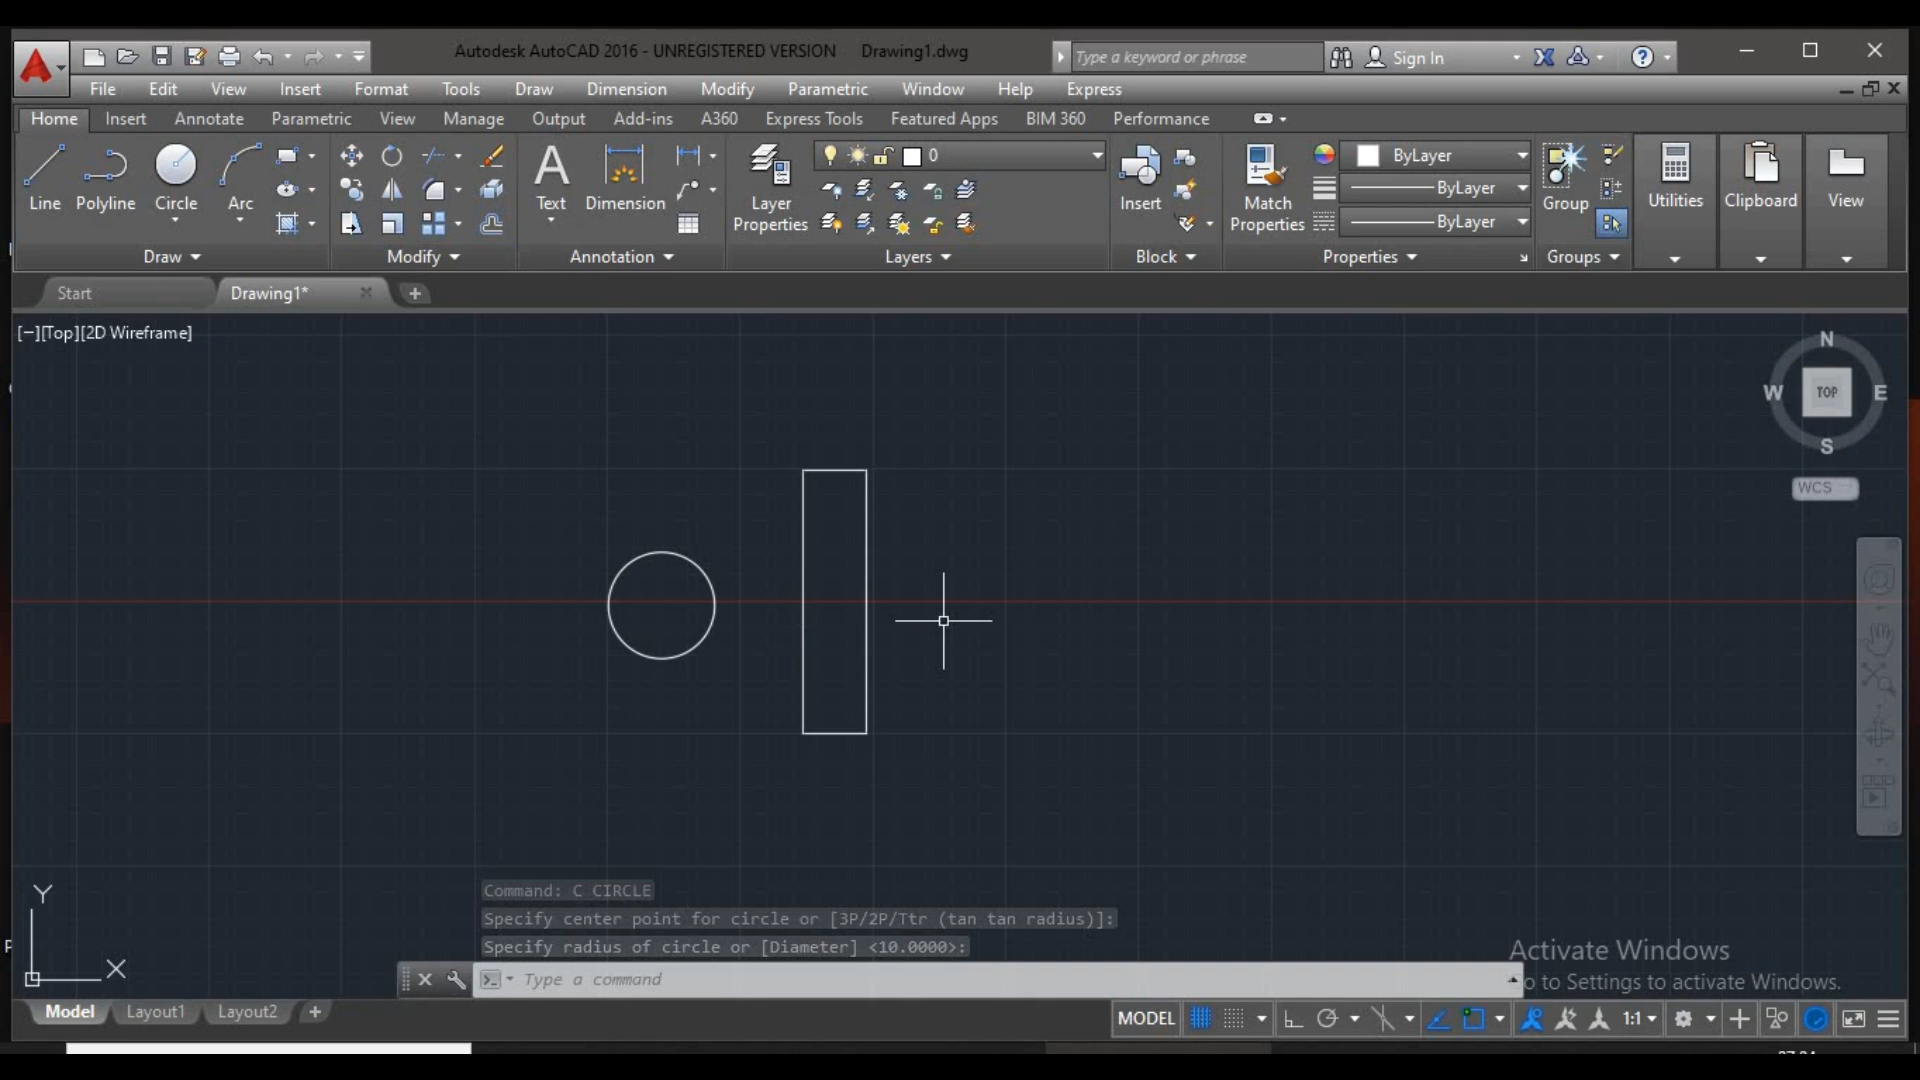 Autodesk AutoCAD 2016 - UNREGISTERED VERSION Drawing1.dwg
Type a keyword or phrase
Sign In
File Edit View Insert Format Tools Draw Dimension Modify Parametric Window Help Express
Home Insert Annotate Parametric View Manage Output Add-ins A360 Express Tools Featured Apps BIM 360 Performance
Line Polyline Circle Arc
Draw
Modify
Text Dimension
Annotation
Layer
Properties
0
Layers
Insert
Block
Match
Properties
ByLayer
ByLayer
ByLayer
Properties
Group
Groups
Utilities
Clipboard
View
Start Drawing1*
[−][Top][2D Wireframe]
N
W TOP E
S
WCS
Y
X
Command: C CIRCLE
Specify center point for circle or [3P/2P/Ttr (tan tan radius)]:
Specify radius of circle or [Diameter] <10.0000>:
Type a command
Activate Windows
o to Settings to activate Windows.
Model Layout1 Layout2
MODEL
1:1